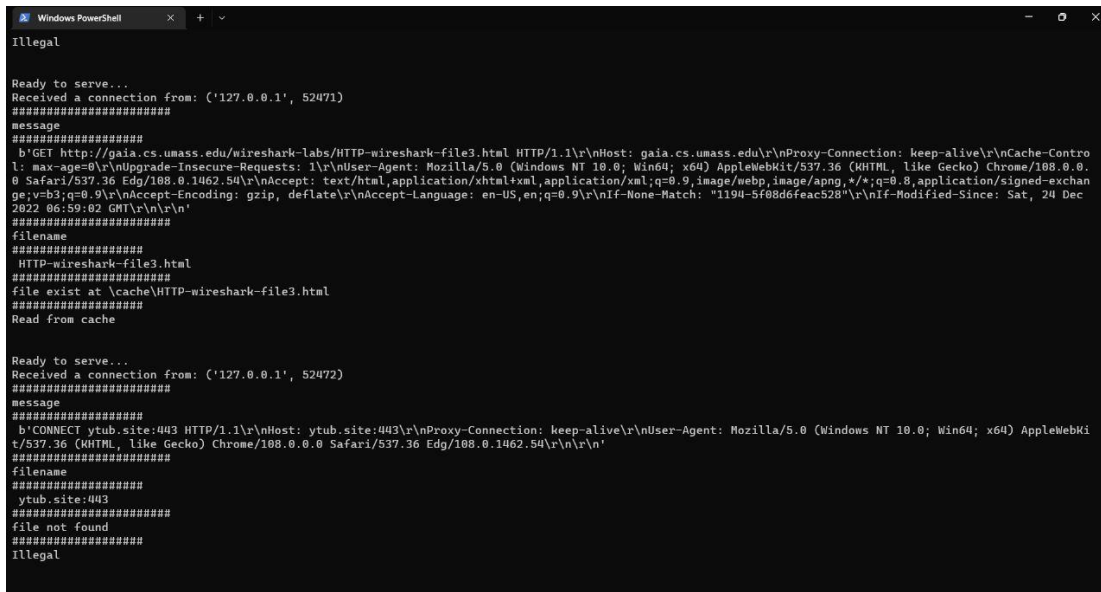 Windows PowerShell
Illegal
Ready to serve...
Received a connection from: ('127.0.0.1', 52471)
#######################
message
###################
b'GET http://gaia.cs.umass.edu/wireshark-labs/HTTP-wireshark-file3.html HTTP/1.1\r\nHost: gaia.cs.umass.edu\r\nProxy-Connection: keep-alive\r\nCache-Contro
l: max-age=0\r\nUpgrade-Insecure-Requests: 1\r\nUser-Agent: Mozilla/5.0 (Windows NT 10.0; Win64; x64) AppleWebKit/537.36 (KHTML, like Gecko) Chrome/108.0.0.
0 Safari/537.36 Edg/108.0.1462.54\r\nAccept: text/html,application/xhtml+xml,application/xml;q=0.9,image/webp,image/apng,*/*;q=0.8,application/signed-exchan
ge;v=b3;q=0.9\r\nAccept-Encoding: gzip, deflate\r\nAccept-Language: en-US,en;q=0.9\r\nIf-None-Match: "1194-5f08d6feac528"\r\nIf-Modified-Since: Sat, 24 Dec
2022 06:59:02 GMT\r\n\r\n'
#######################
filename
###################
HTTP-wireshark-file3.html
#######################
file exist at \cache\HTTP-wireshark-file3.html
###################
Read from cache
Ready to serve...
Received a connection from: ('127.0.0.1', 52472)
#######################
message
###################
b'CONNECT ytub.site:443 HTTP/1.1\r\nHost: ytub.site:443\r\nProxy-Connection: keep-alive\r\nUser-Agent: Mozilla/5.0 (Windows NT 10.0; Win64; x64) AppleWebKi
t/537.36 (KHTML, like Gecko) Chrome/108.0.0.0 Safari/537.36 Edg/108.0.1462.54\r\n\r\n'
#######################
filename
###################
ytub.site:443
#######################
file not found
###################
Illegal